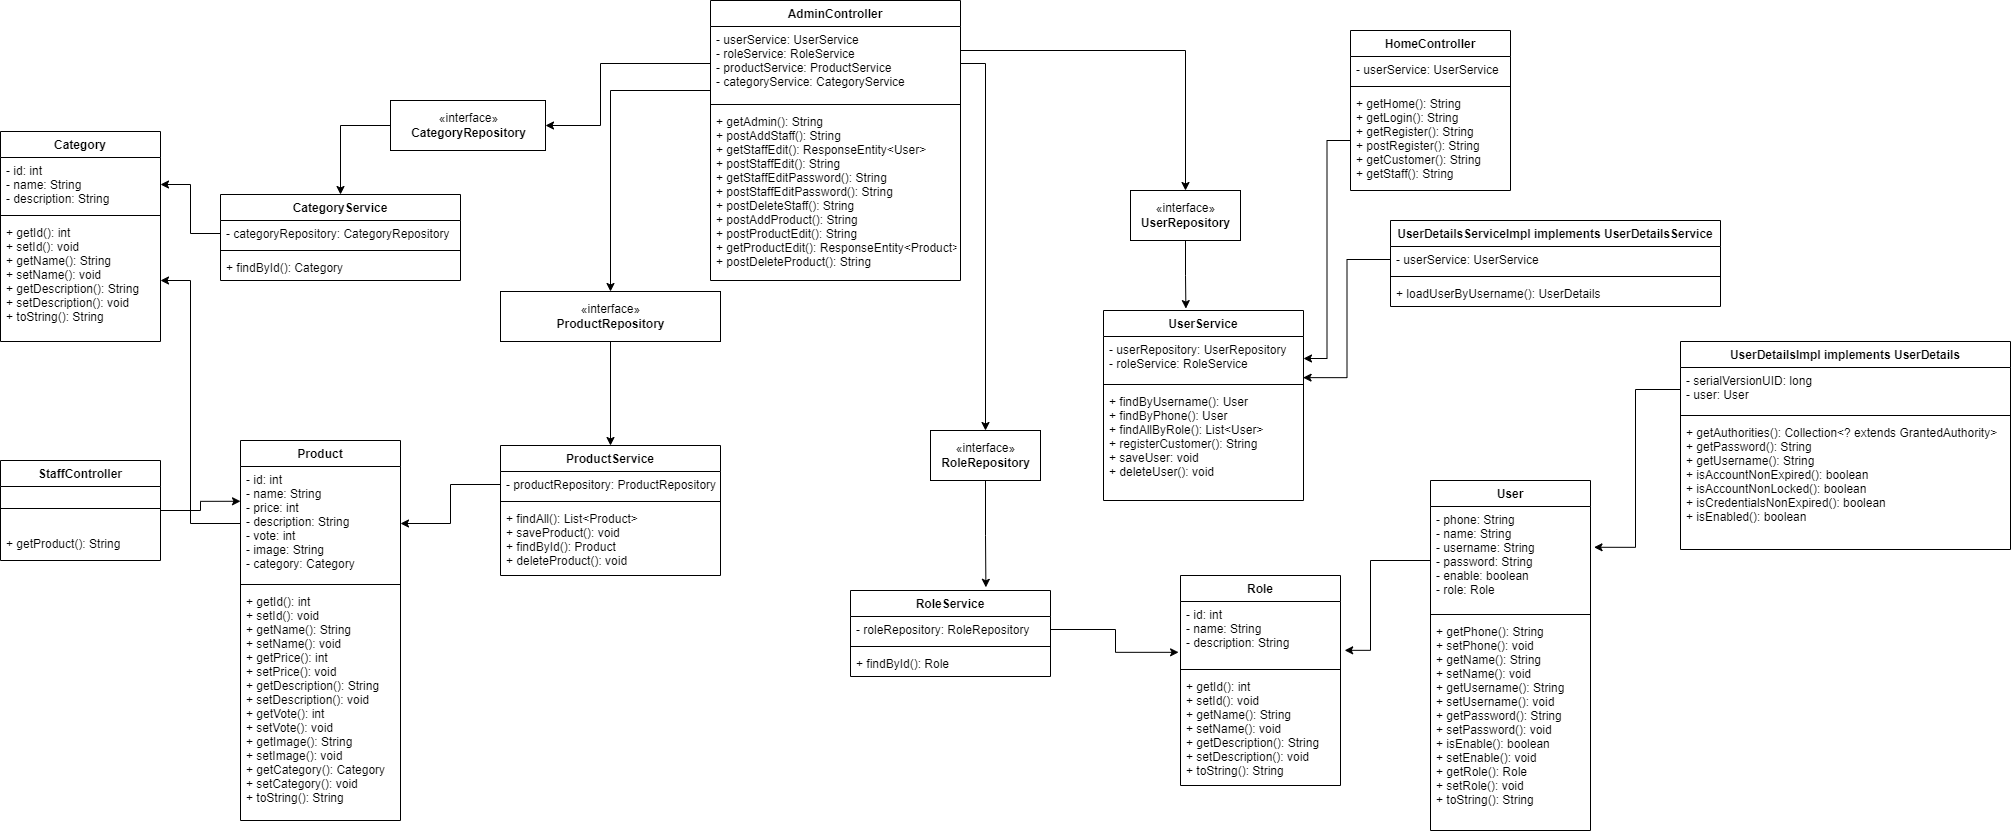 AdminController
- userService: UserService
- roleService: RoleService
- productService: ProductService
- categoryService: CategoryService
+ getAdmin(): String
+ postAddStaff(): String
+ getStaffEdit(): ResponseEntity<User>
+ postStaffEdit(): String
+ getStaffEditPassword(): String
+ postStaffEditPassword(): String
+ postDeleteStaff(): String
+ postAddProduct(): String
+ postProductEdit(): String
+ getProductEdit(): ResponseEntity<Product>
+ postDeleteProduct(): String
HomeController
- userService: UserService
+ getHome(): String
+ getLogin(): String
+ getRegister(): String
+ postRegister(): String
+ getCustomer(): String
+ getStaff(): String
«interface»
CategoryRepository
Category
- id: int
- name: String
- description: String
+ getId(): int
+ setId(): void
+ getName(): String
+ setName(): void
+ getDescription(): String
+ setDescription(): void
+ toString(): String
CategoryService
- categoryRepository: CategoryRepository
+ findById(): Category
«interface»
UserRepository
UserDetailsServiceImpl implements UserDetailsService
- userService: UserService
+ loadUserByUsername(): UserDetails
«interface»
ProductRepository
UserService
- userRepository: UserRepository
- roleService: RoleService
+ findByUsername(): User
+ findByPhone(): User
+ findAllByRole(): List<User>
+ registerCustomer(): String
+ saveUser: void
+ deleteUser(): void
UserDetailsImpl implements UserDetails
- serialVersionUID: long
- user: User
+ getAuthorities(): Collection<? extends GrantedAuthority>
+ getPassword(): String
+ getUsername(): String
+ isAccountNonExpired(): boolean
+ isAccountNonLocked(): boolean
+ isCredentialsNonExpired(): boolean
+ isEnabled(): boolean
«interface»
RoleRepository
StaffController
+ getProduct(): String
Product
- id: int
- name: String
- price: int
- description: String
- vote: int
- image: String
- category: Category
+ getId(): int
+ setId(): void
+ getName(): String
+ setName(): void
+ getPrice(): int
+ setPrice(): void
+ getDescription(): String
+ setDescription(): void
+ getVote(): int
+ setVote(): void
+ getImage(): String
+ setImage(): void
+ getCategory(): Category
+ setCategory(): void
+ toString(): String
ProductService
- productRepository: ProductRepository
+ findAll(): List<Product>
+ saveProduct(): void
+ findById(): Product
+ deleteProduct(): void
RoleService
- roleRepository: RoleRepository
+ findById(): Role
Role
- id: int
- name: String
- description: String
+ getId(): int
+ setId(): void
+ getName(): String
+ setName(): void
+ getDescription(): String
+ setDescription(): void
+ toString(): String
User
- phone: String
- name: String
- username: String
- password: String
- enable: boolean
- role: Role
+ getPhone(): String
+ setPhone(): void
+ getName(): String
+ setName(): void
+ getUsername(): String
+ setUsername(): void
+ getPassword(): String
+ setPassword(): void
+ isEnable(): boolean
+ setEnable(): void
+ getRole(): Role
+ setRole(): void
+ toString(): String